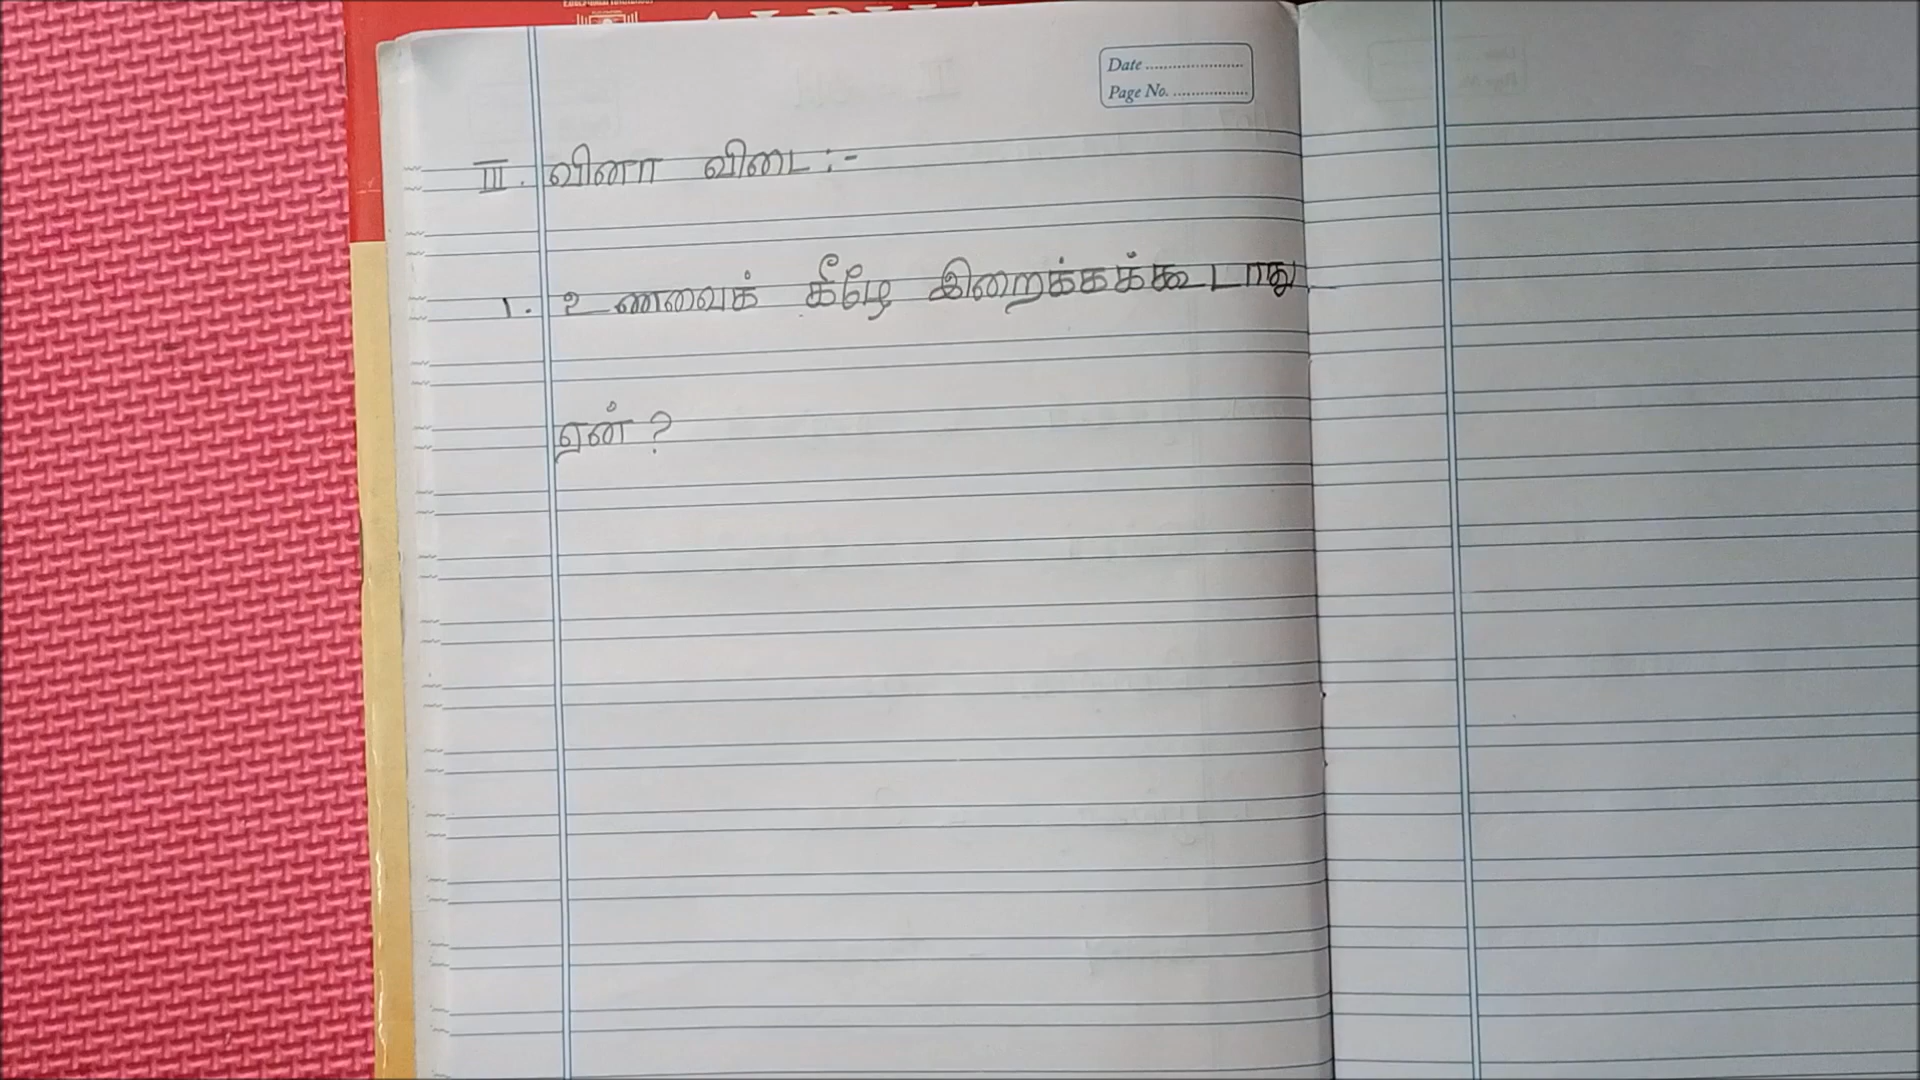 Date ......................
Page No. .................
III. வினா விடை :-
1. உணவைக் கீழே இறைக்கக்கூடாது
ஏன் ?